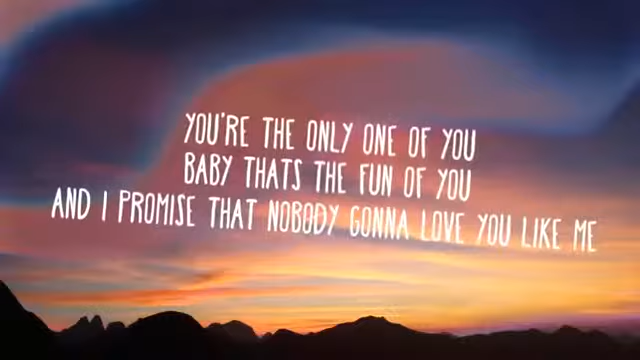 YOU'RE THE ONLY ONE OF YOU
BABY THATS THE FUN OF YOU
AND I PROMISE THAT NOBODY GONNA LOVE YOU LIKE ME